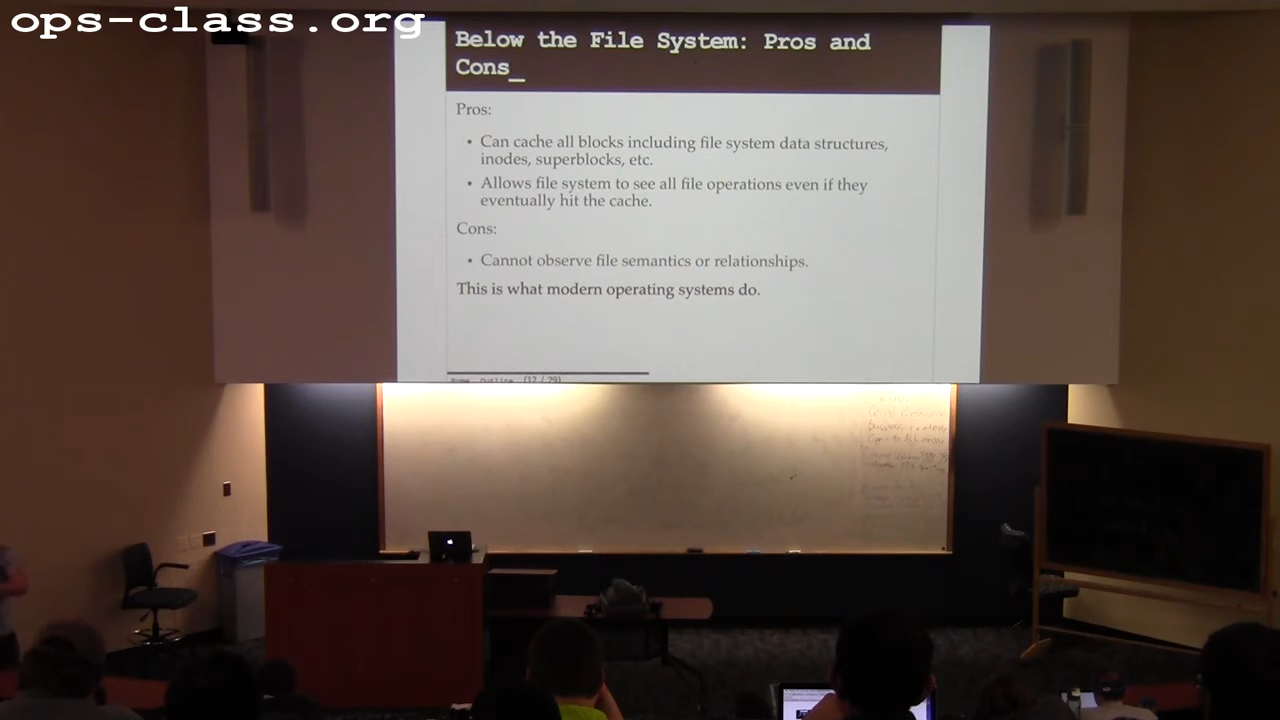 ops-class.org
Below the File System: Pros and
Cons_
Pros:
• Can cache all blocks including file system data structures,
inodes, superblocks, etc.
• Allows file system to see all file operations even if they
eventually hit the cache.
Cons:
• Cannot observe file semantics or relationships.
This is what modern operating systems do.
(12 / 29)